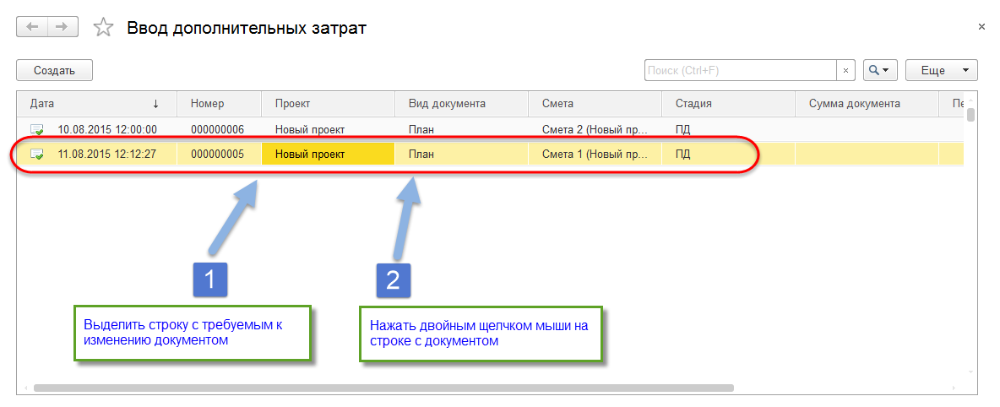 Ввод дополнительных затрат
Создать
Поиск (Ctrl+F)
Еще
Дата Номер Проект Вид документа Смета Стадия Сумма документа Пе
10.08.2015 12:00:00 000000006 Новый проект План Смета 2 (Новый пр... ПД
11.08.2015 12:12:27 000000005 Новый проект План Смета 1 (Новый пр... ПД
1
2
Выделить строку с требуемым к
изменению документом
Нажать двойным щелчком мыши на
строке с документом